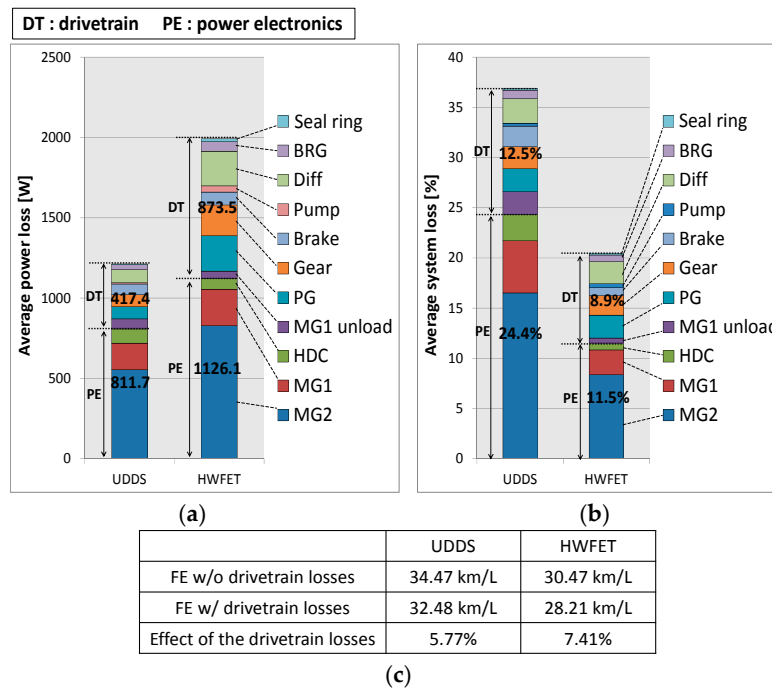 DT : drivetrain PE : power electronics
Average power loss [W]
2500
2000
1500
1000
500
0
DT
417.4
PE
811.7
DT
873.5
PE
1126.1
UDDS HWFET
Seal ring
BRG
Diff
Pump
Brake
Gear
PG
MG1 unload
HDC
MG1
MG2
(a)
Average system loss [%]
40
35
30
25
20
15
10
5
0
DT
12.5%
PE
24.4%
DT
8.9%
PE
11.5%
UDDS HWFET
Seal ring
BRG
Diff
Pump
Brake
Gear
PG
MG1 unload
HDC
MG1
MG2
(b)
UDDS HWFET
FE w/o drivetrain losses 34.47 km/L 30.47 km/L
FE w/ drivetrain losses 32.48 km/L 28.21 km/L
Effect of the drivetrain losses 5.77% 7.41%
(c)